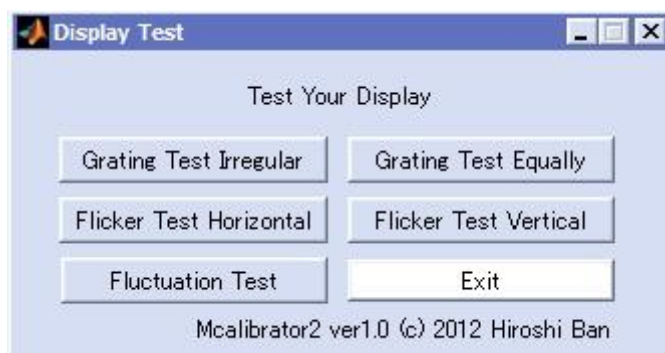 Display Test
Test Your Display
Grating Test Irregular Grating Test Equally
Flicker Test Horizontal Flicker Test Vertical
Fluctuation Test Exit
Mcalibrator2 ver1.0 (c) 2012 Hiroshi Ban